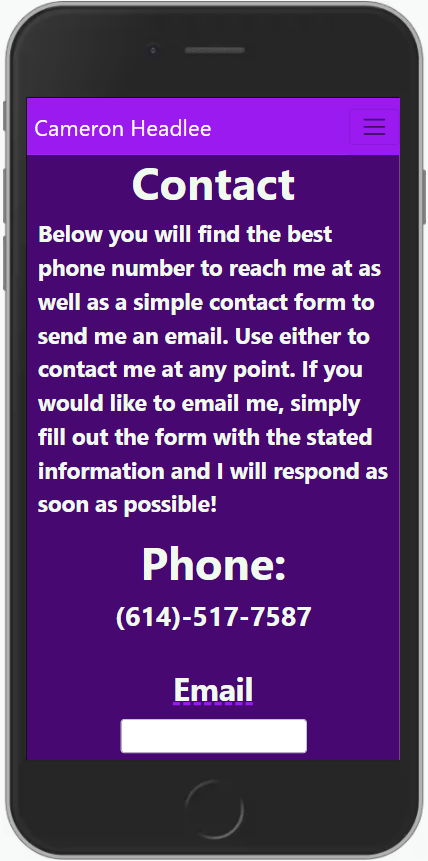 Cameron Headlee
Contact
Below you will find the best
phone number to reach me at as
well as a simple contact form to
send me an email. Use either to
contact me at any point. If you
would like to email me, simply
fill out the form with the stated
information and I will respond as
soon as possible!
Phone:
(614)-517-7587
Email